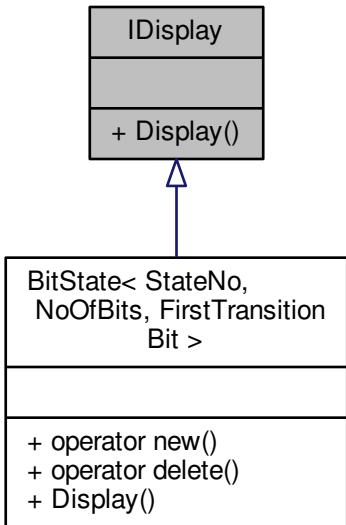 IDisplay
+ Display()
BitState< StateNo,
NoOfBits, FirstTransition
Bit >
+ operator new()
+ operator delete()
+ Display()